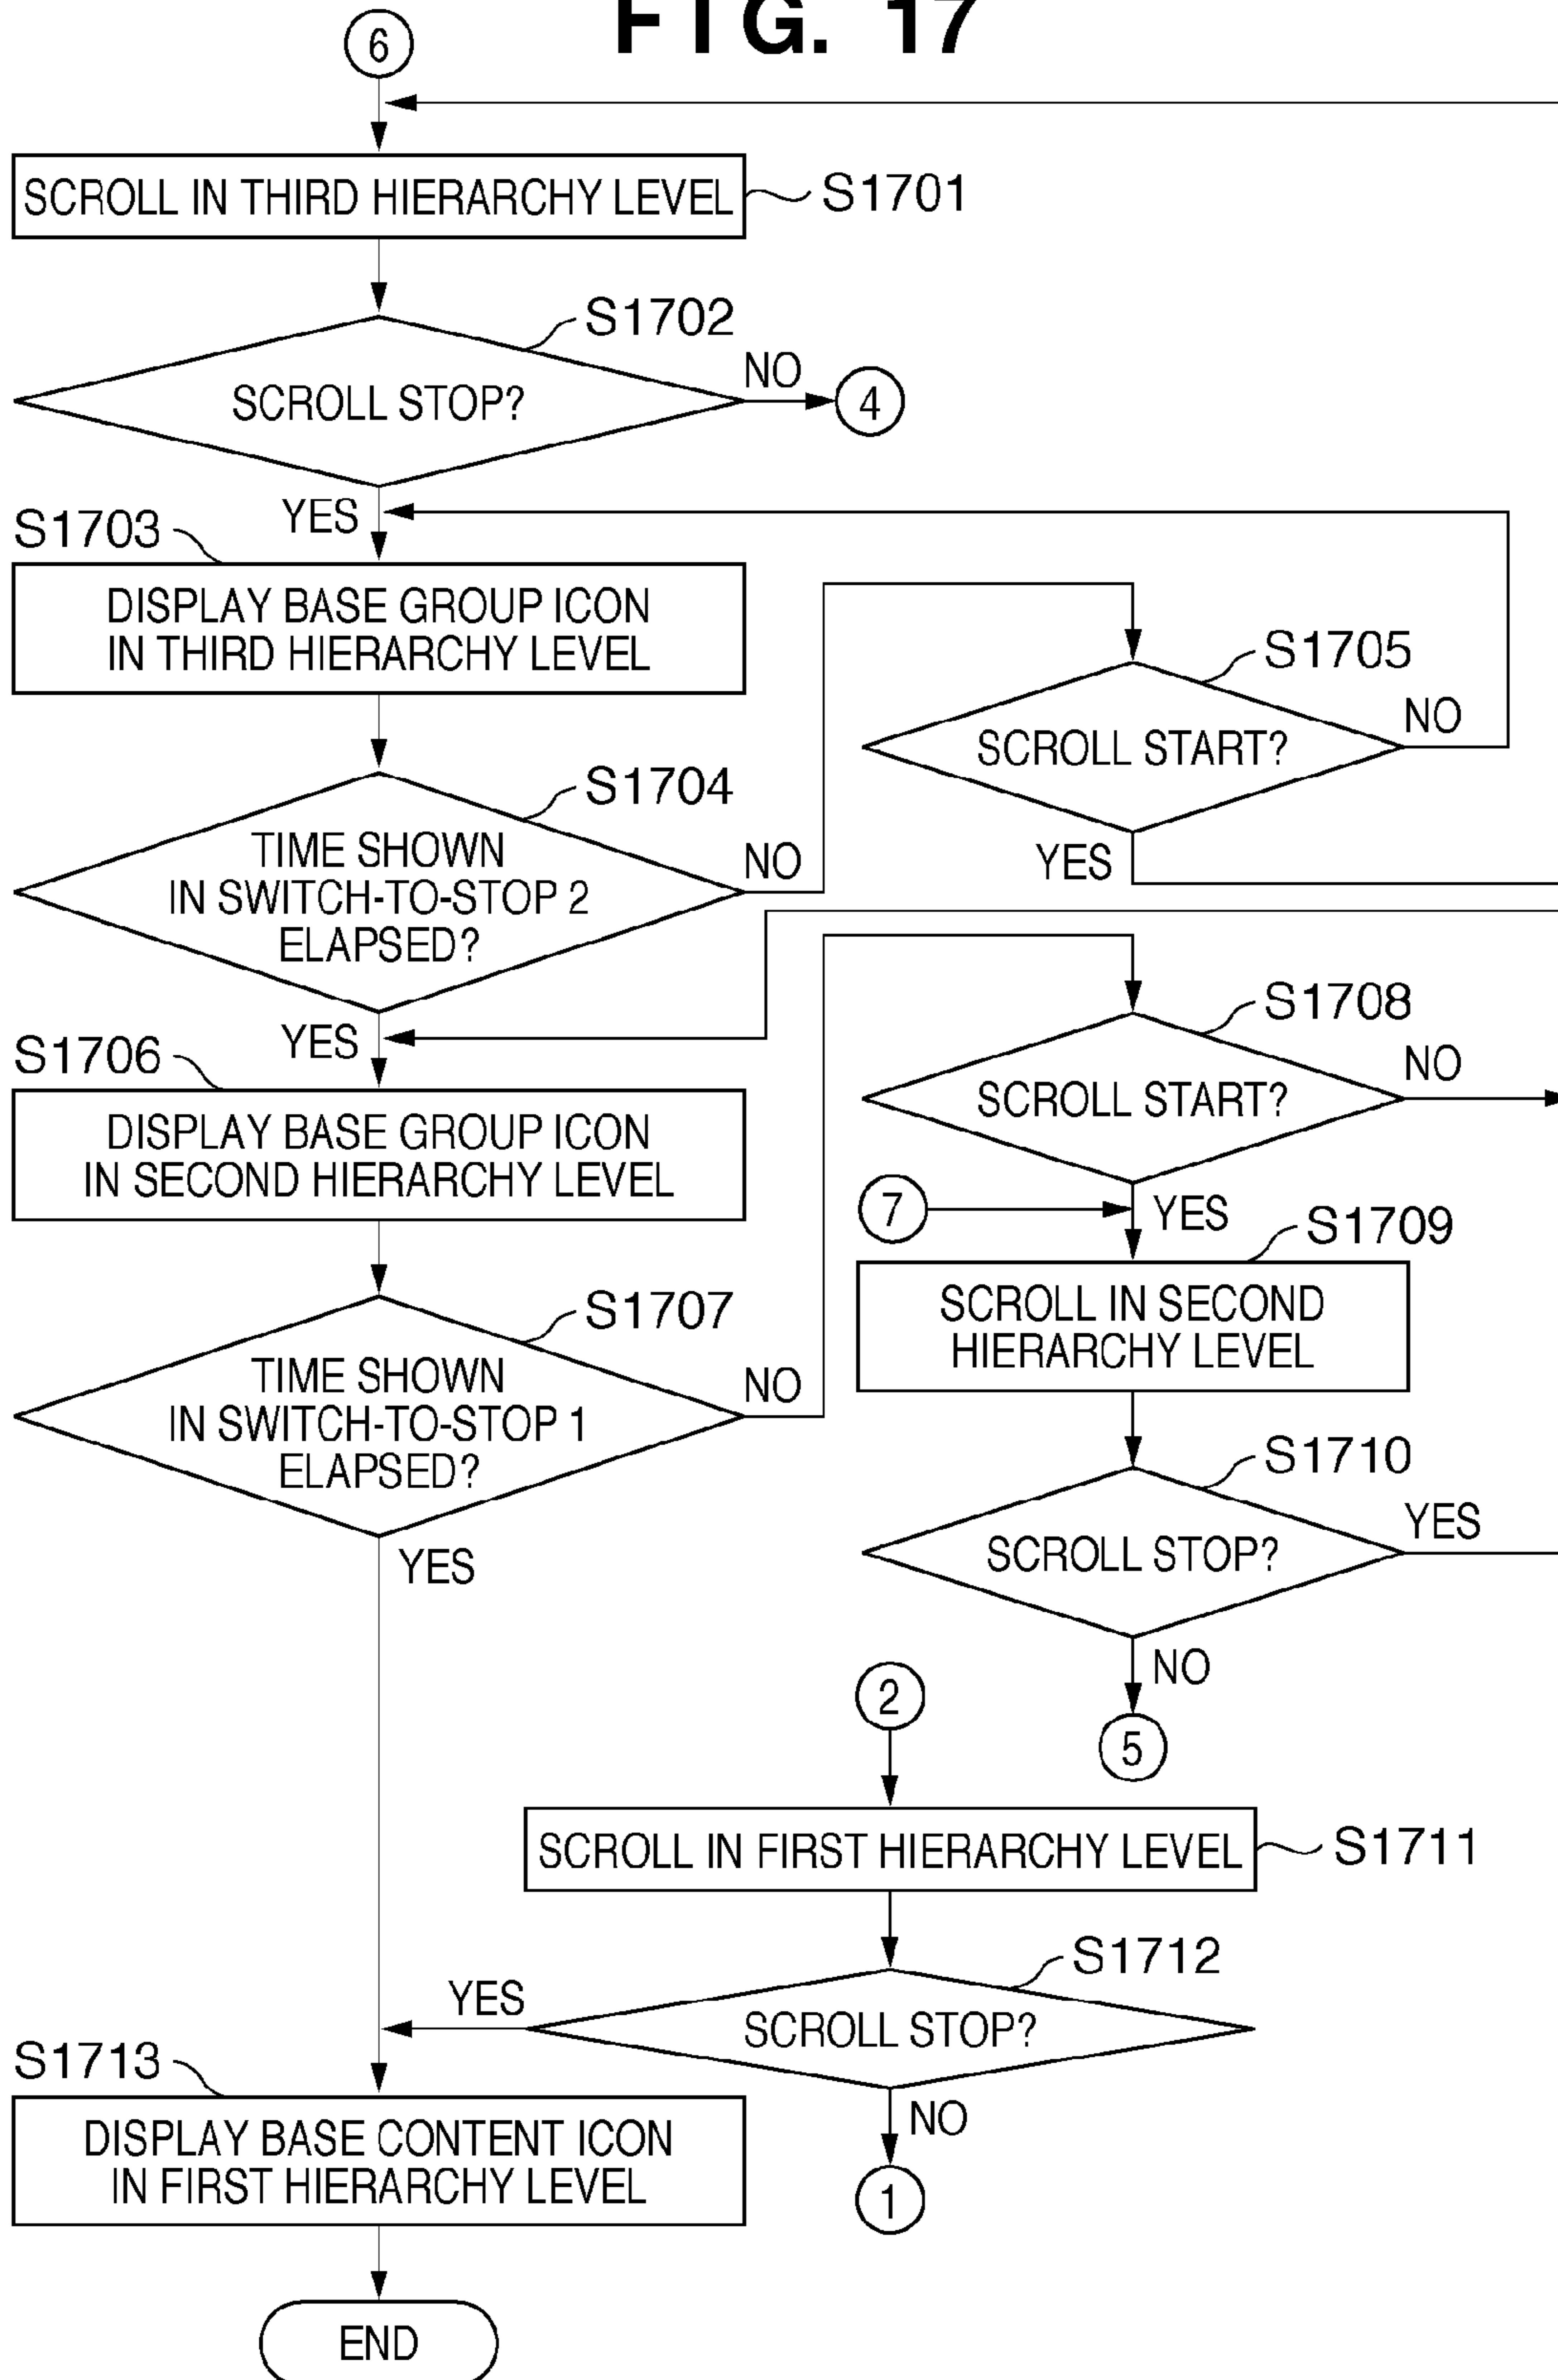 FIG. 17
6
SCROLL IN THIRD HIERARCHY LEVEL
S1701
S1702
SCROLL STOP?
NO
4
YES
S1703
DISPLAY BASE GROUP ICON
IN THIRD HIERARCHY LEVEL
S1705
SCROLL START?
NO
YES
S1704
TIME SHOWN
IN SWITCH-TO-STOP 2
ELAPSED?
NO
YES
S1706
DISPLAY BASE GROUP ICON
IN SECOND HIERARCHY LEVEL
S1708
SCROLL START?
NO
7
YES
S1709
SCROLL IN SECOND
HIERARCHY LEVEL
S1707
TIME SHOWN
IN SWITCH-TO-STOP 1
ELAPSED?
NO
YES
S1710
SCROLL STOP?
YES
NO
5
2
SCROLL IN FIRST HIERARCHY LEVEL
S1711
S1712
SCROLL STOP?
YES
NO
1
S1713
DISPLAY BASE CONTENT ICON
IN FIRST HIERARCHY LEVEL
END